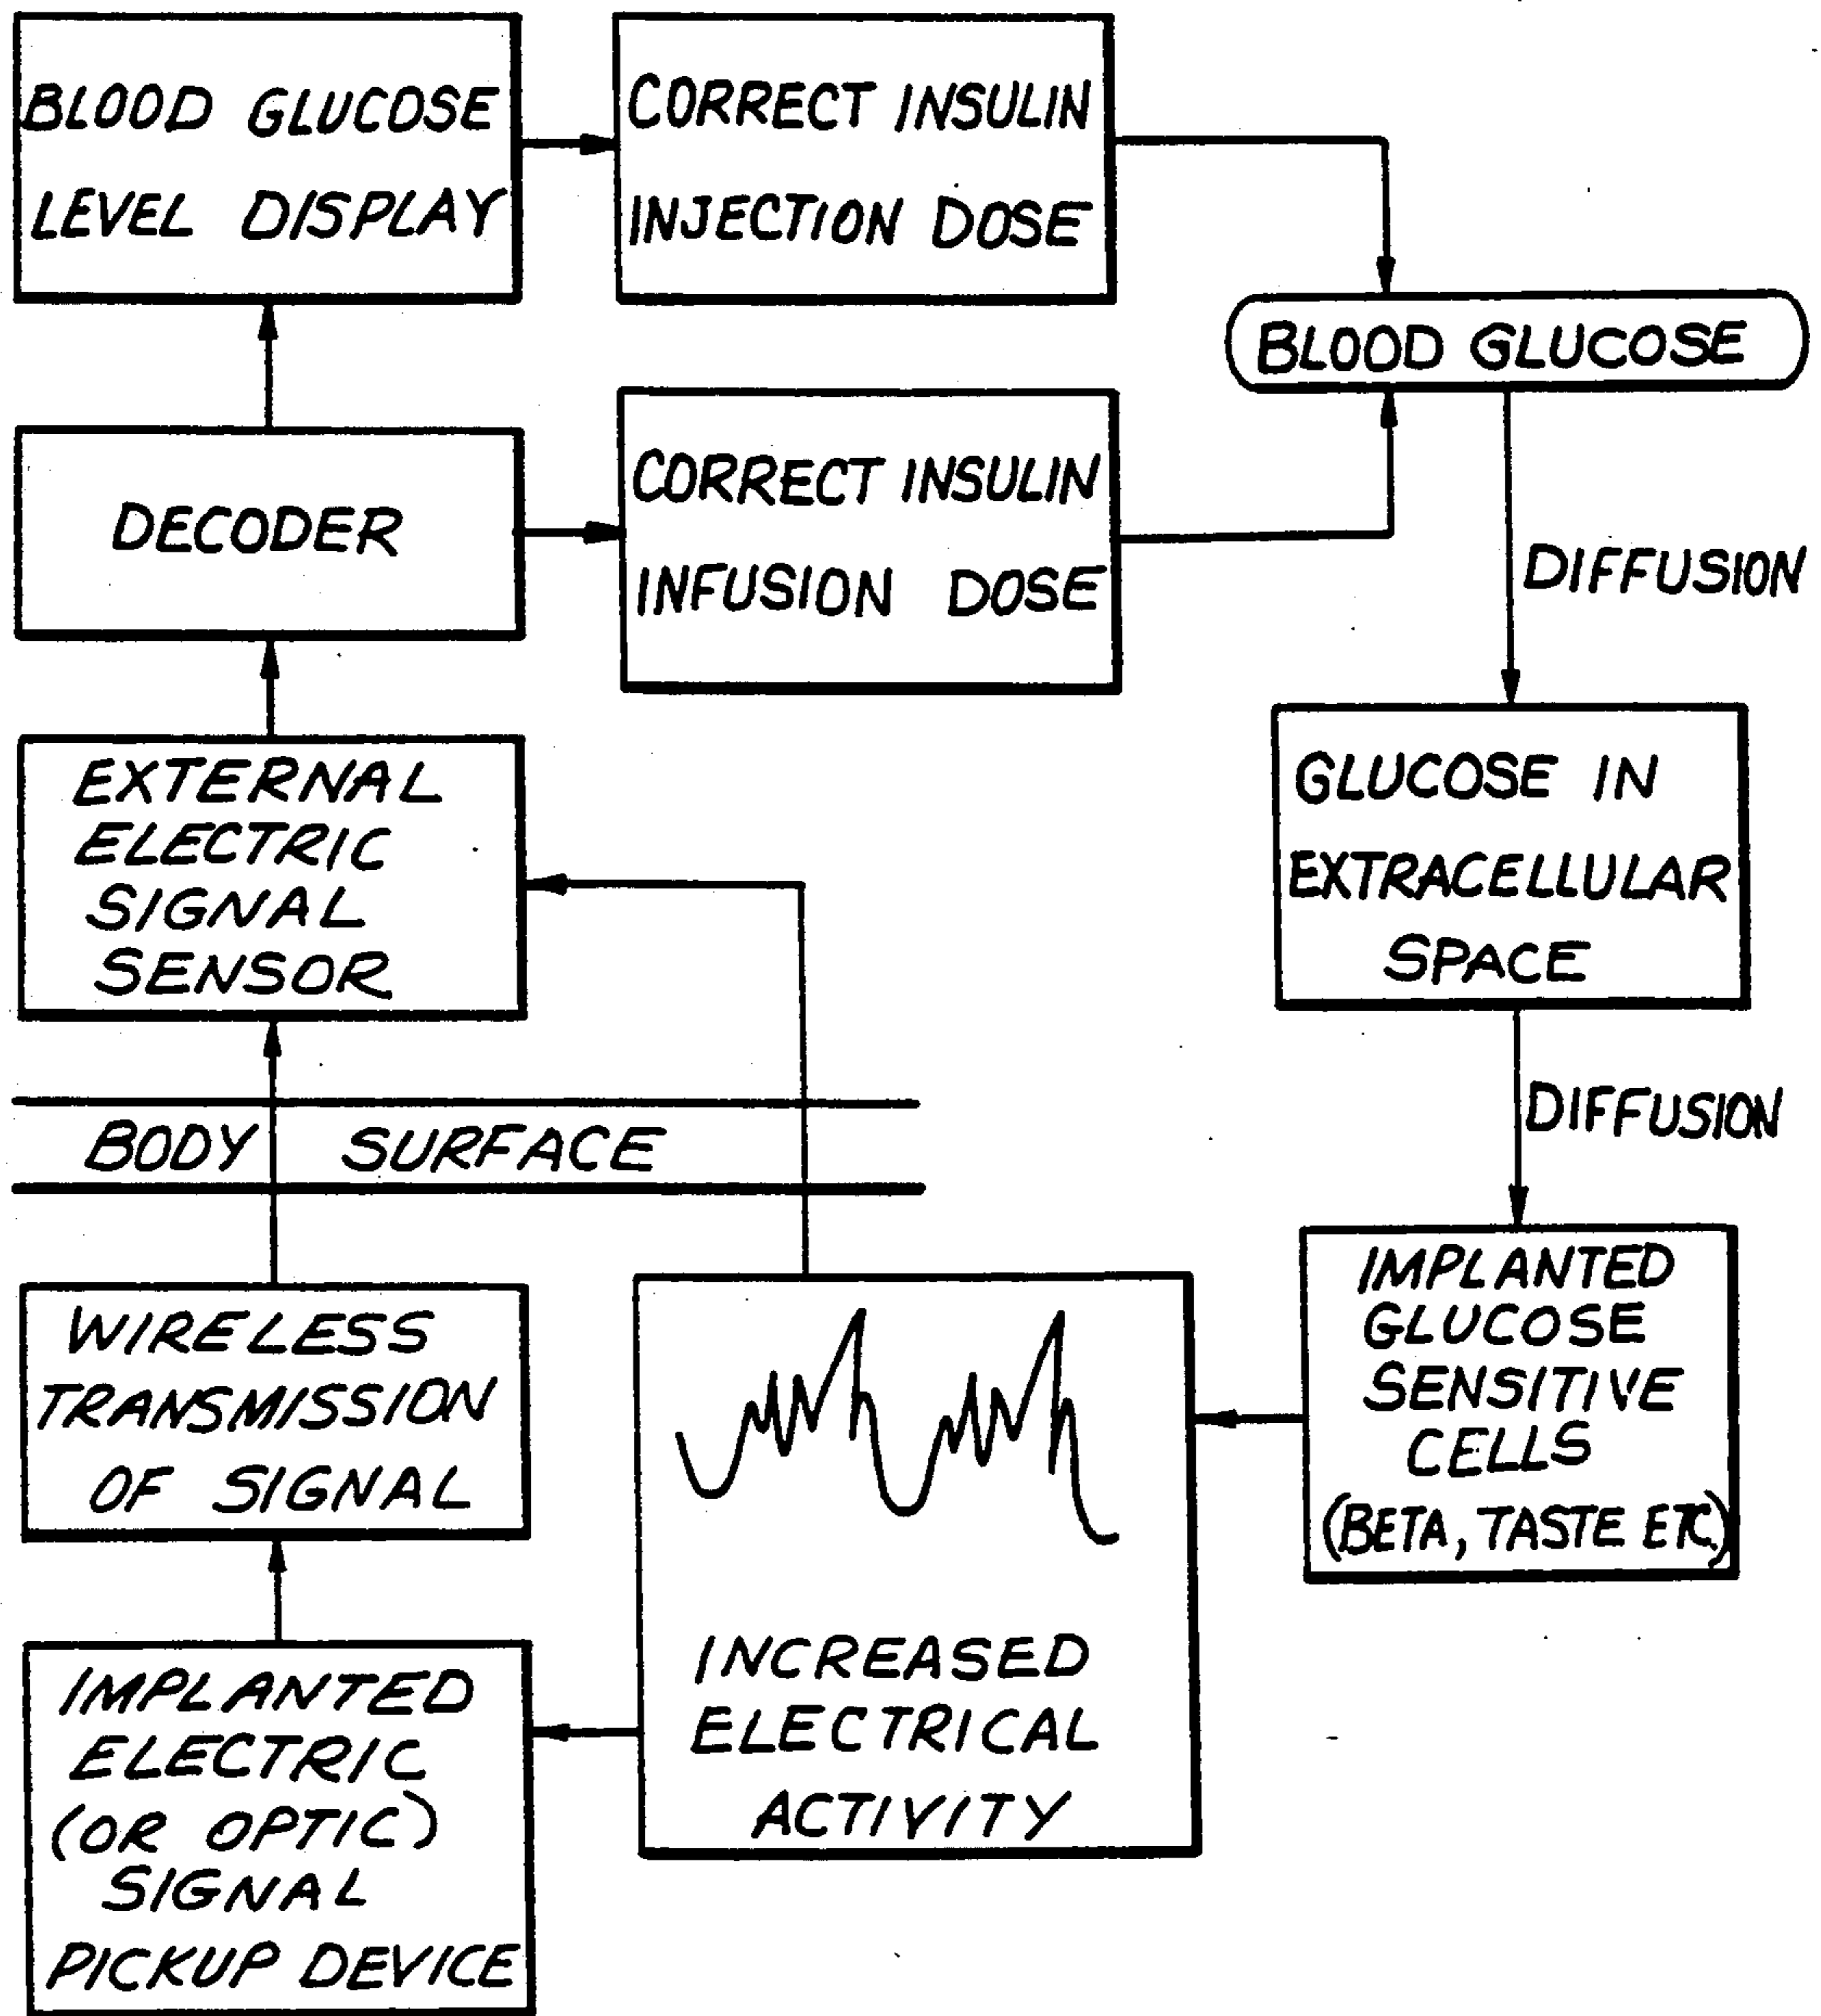 BLOOD GLUCOSE
LEVEL DISPLAY
CORRECT INSULIN
INJECTION DOSE
BLOOD GLUCOSE
DECODER
CORRECT INSULIN
INFUSION DOSE
DIFFUSION
EXTERNAL
ELECTRIC
SIGNAL
SENSOR
GLUCOSE IN
EXTRACELLULAR
SPACE
BODY SURFACE
DIFFUSION
WIRELESS
TRANSMISSION
OF SIGNAL
IMPLANTED
GLUCOSE
SENSITIVE
CELLS
(BETA, TASTE ETC)
INCREASED
ELECTRICAL
ACTIVITY
IMPLANTED
ELECTRIC
(OR OPTIC)
SIGNAL
PICKUP DEVICE